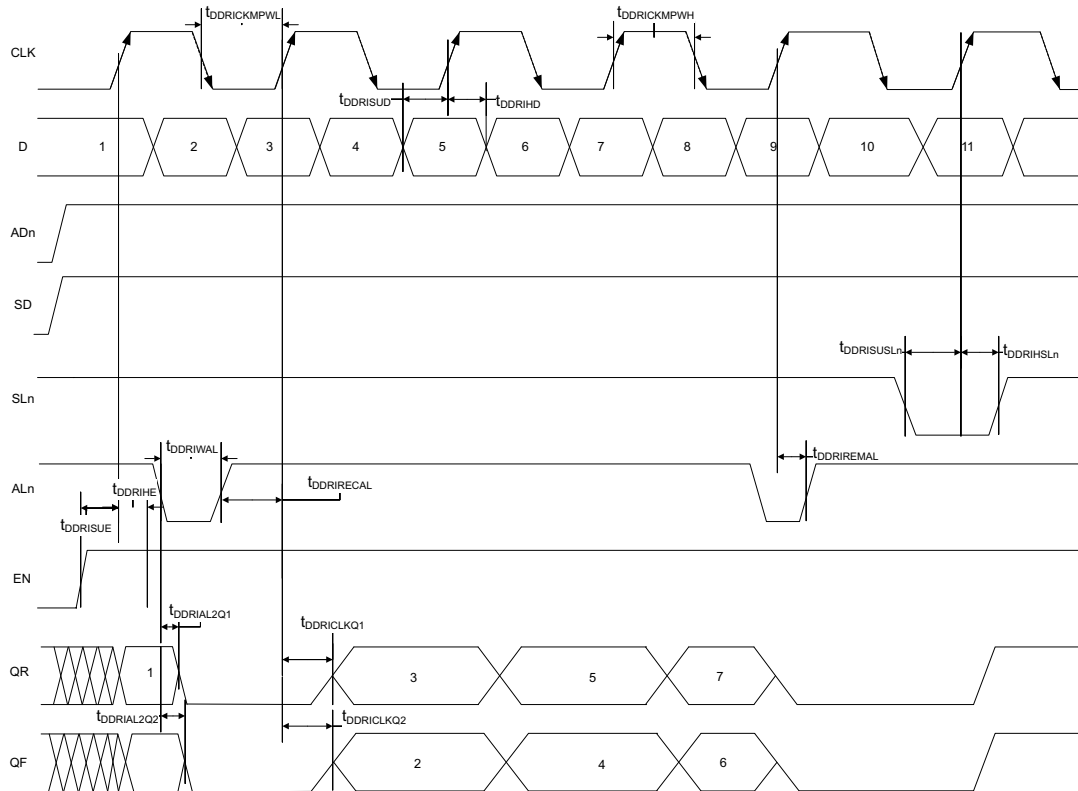 tDDRICKMPWL
tDDRICKMPWH
CLK
tDDRISUD
tDDRIHD
D
1
2
3
4
5
6
7
8
9
10
11
ADn
SD
tDDRISUSLn
tDDRIHSLn
SLn
tDDRIWAL
tDDRIREMAL
ALn
tDDRIHE
tDDRIRECAL
tDDRISUE
EN
tDDRIAL2Q1
tDDRICLKQ1
QR
1
3
5
7
tDDRIAL2Q2
tDDRICLKQ2
QF
2
4
6